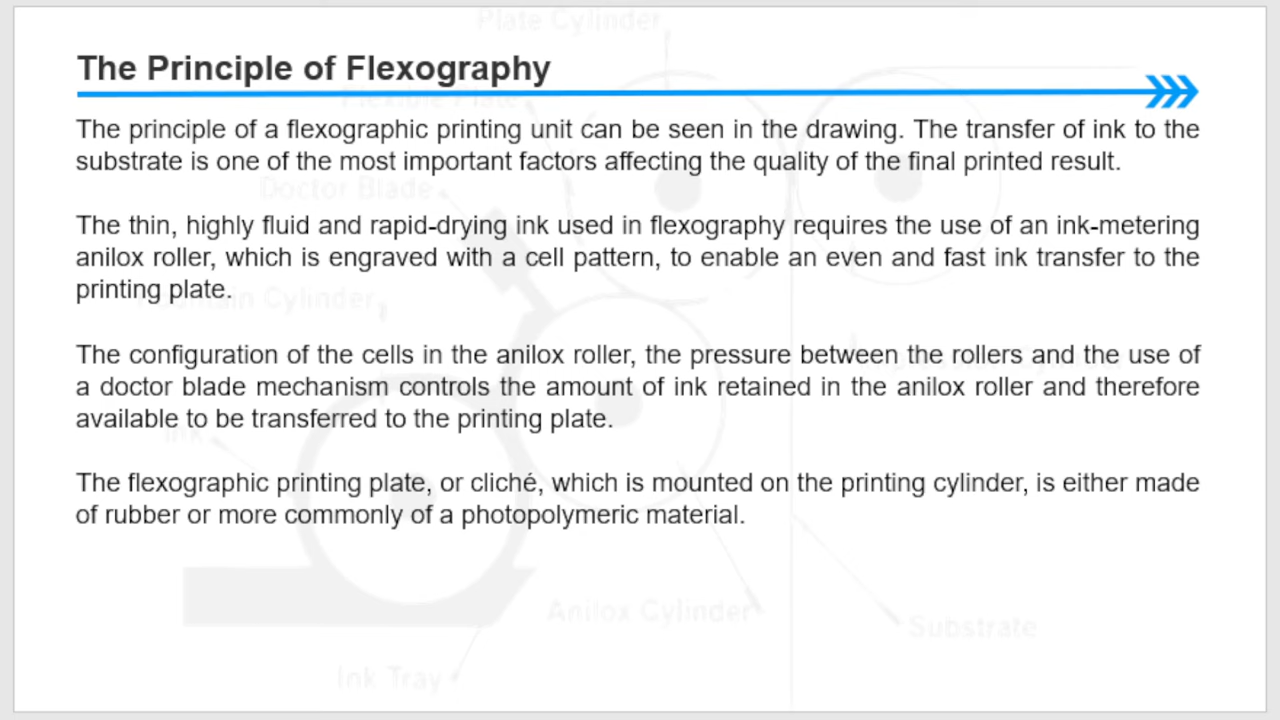 Plate Cylinder
The Principle of Flexography
Flexible Plate
The principle of a flexographic printing unit can be seen in the drawing. The transfer of ink to the
substrate is one of the most important factors affecting the quality of the final printed result.
Doctor Blade
The thin, highly fluid and rapid-drying ink used in flexography requires the use of an ink-metering
anilox roller, which is engraved with a cell pattern, to enable an even and fast ink transfer to the
printing plate.
Cylinder
The configuration of the cells in the anilox roller, the pressure between the rollers and the use of
Cylinder
a doctor blade mechanism controls the amount of ink retained in the anilox roller and therefore
available to be transferred to the printing plate.
Ink
The flexographic printing plate, or cliché, which is mounted on the printing cylinder, is either made
of rubber or more commonly of a photopolymeric material.
Anilox Cylinder
Substrate
Ink Tray